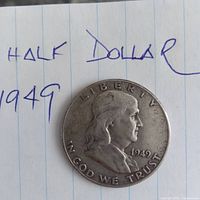 HALF DOLLAR
1949
LIBERTY
1949
IN GOD WE TRUST